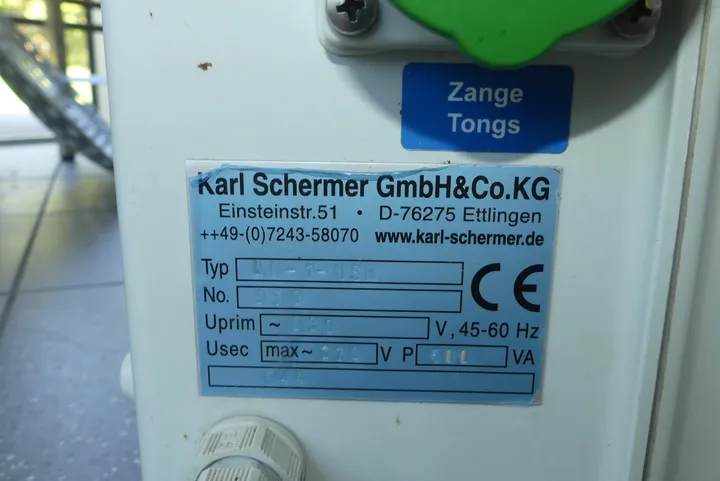 Zange
Tongs
Karl Schermer GmbH&Co.KG
Einsteinstr.51 • D-76275 Ettlingen
++49-(0)7243-58070 www.karl-schermer.de
Typ CE
No.
Uprim ~ V, 45-60 Hz
Usec max~ V P VA